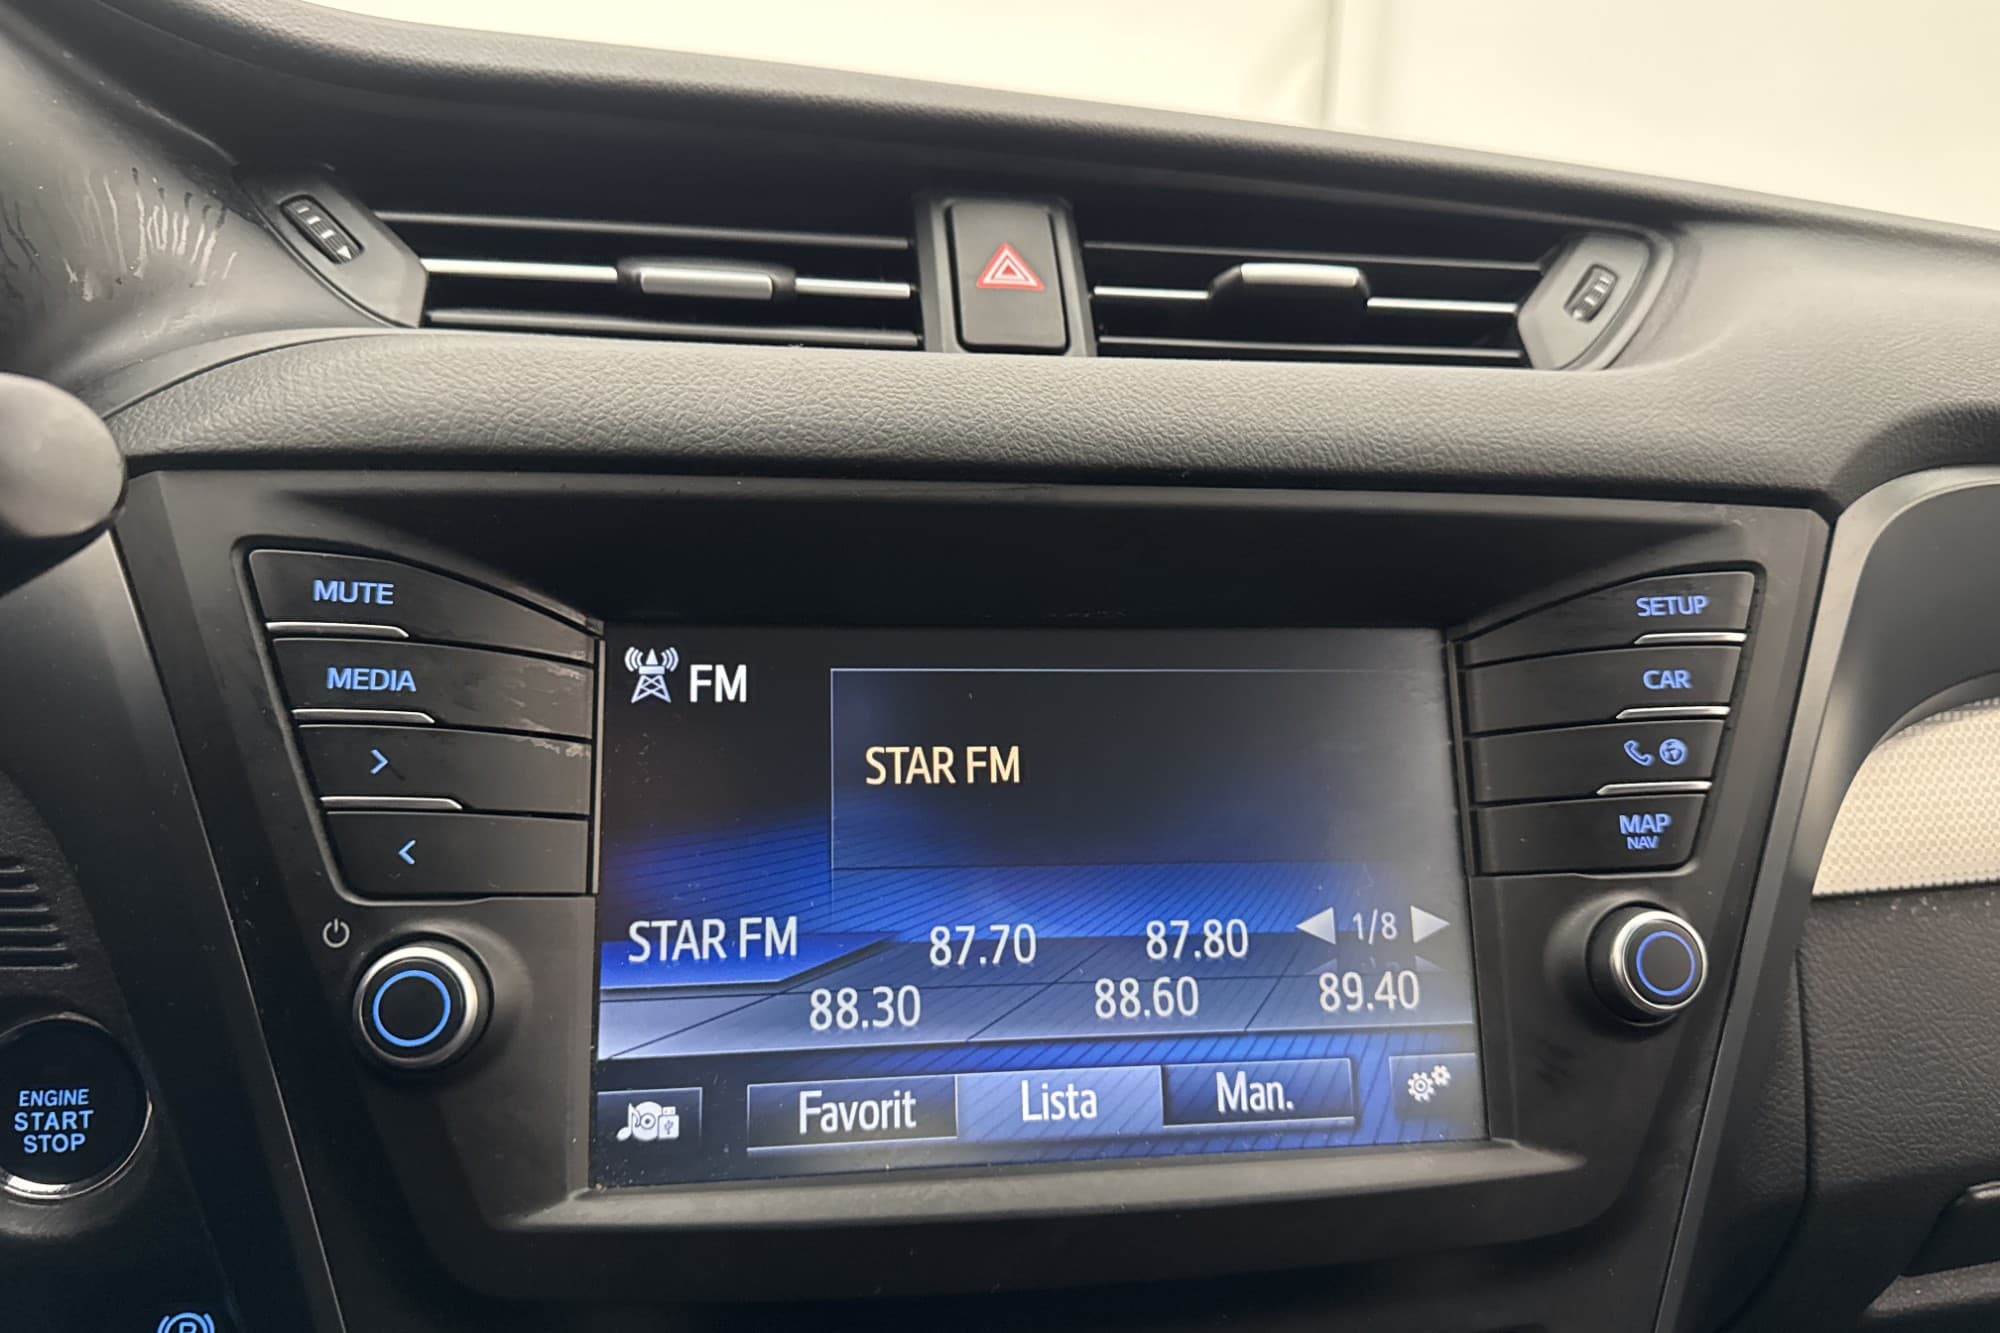 MUTE
MEDIA
SETUP
CAR
MAP
NAV
FM
STAR FM
STAR FM 87.70 87.80 1/8
88.30 88.60 89.40
Favorit Lista Man.
ENGINE
START
STOP
P